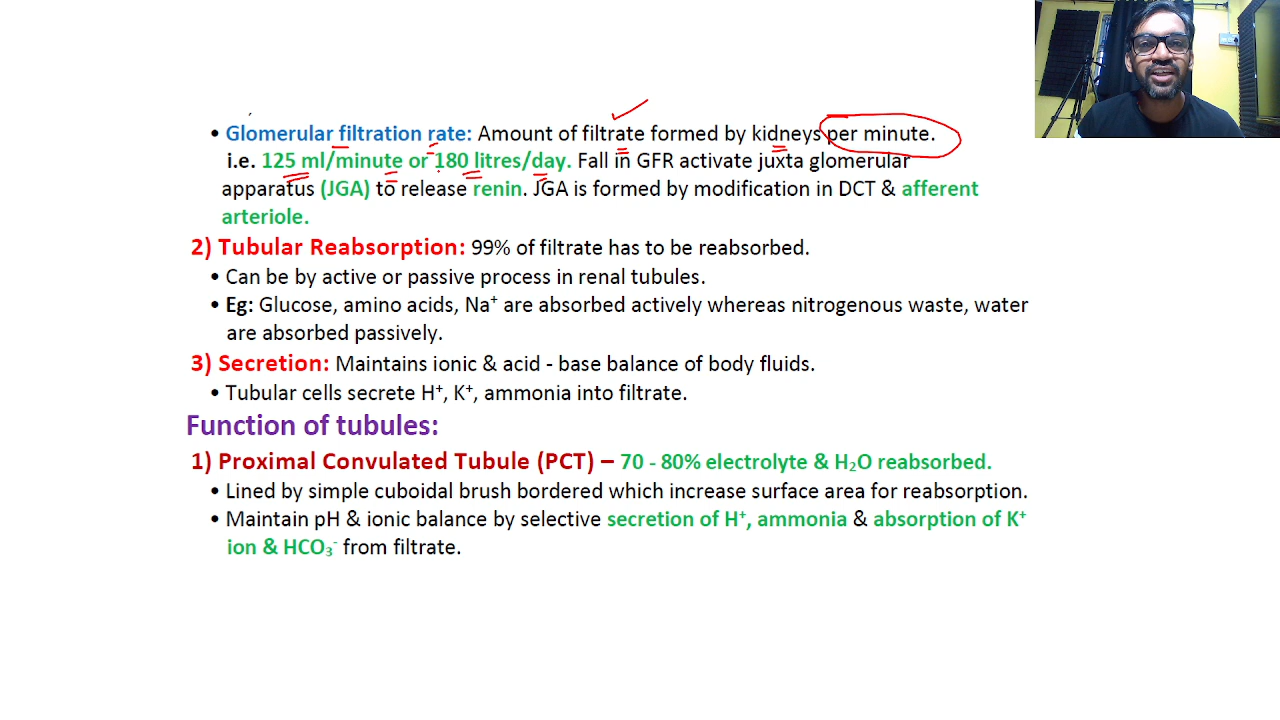 • Glomerular filtration rate: Amount of filtrate formed by kidneys per minute.
i.e. 125 ml/minute or 180 litres/day. Fall in GFR activate juxta glomerular
apparatus (JGA) to release renin. JGA is formed by modification in DCT & afferent
arteriole.
2) Tubular Reabsorption: 99% of filtrate has to be reabsorbed.
• Can be by active or passive process in renal tubules.
• Eg: Glucose, amino acids, Na⁺ are absorbed actively whereas nitrogenous waste, water
are absorbed passively.
3) Secretion: Maintains ionic & acid - base balance of body fluids.
• Tubular cells secrete H⁺, K⁺, ammonia into filtrate.
Function of tubules:
1) Proximal Convulated Tubule (PCT) – 70 - 80% electrolyte & H₂O reabsorbed.
• Lined by simple cuboidal brush bordered which increase surface area for reabsorption.
• Maintain pH & ionic balance by selective secretion of H⁺, ammonia & absorption of K⁺
ion & HCO₃⁻ from filtrate.